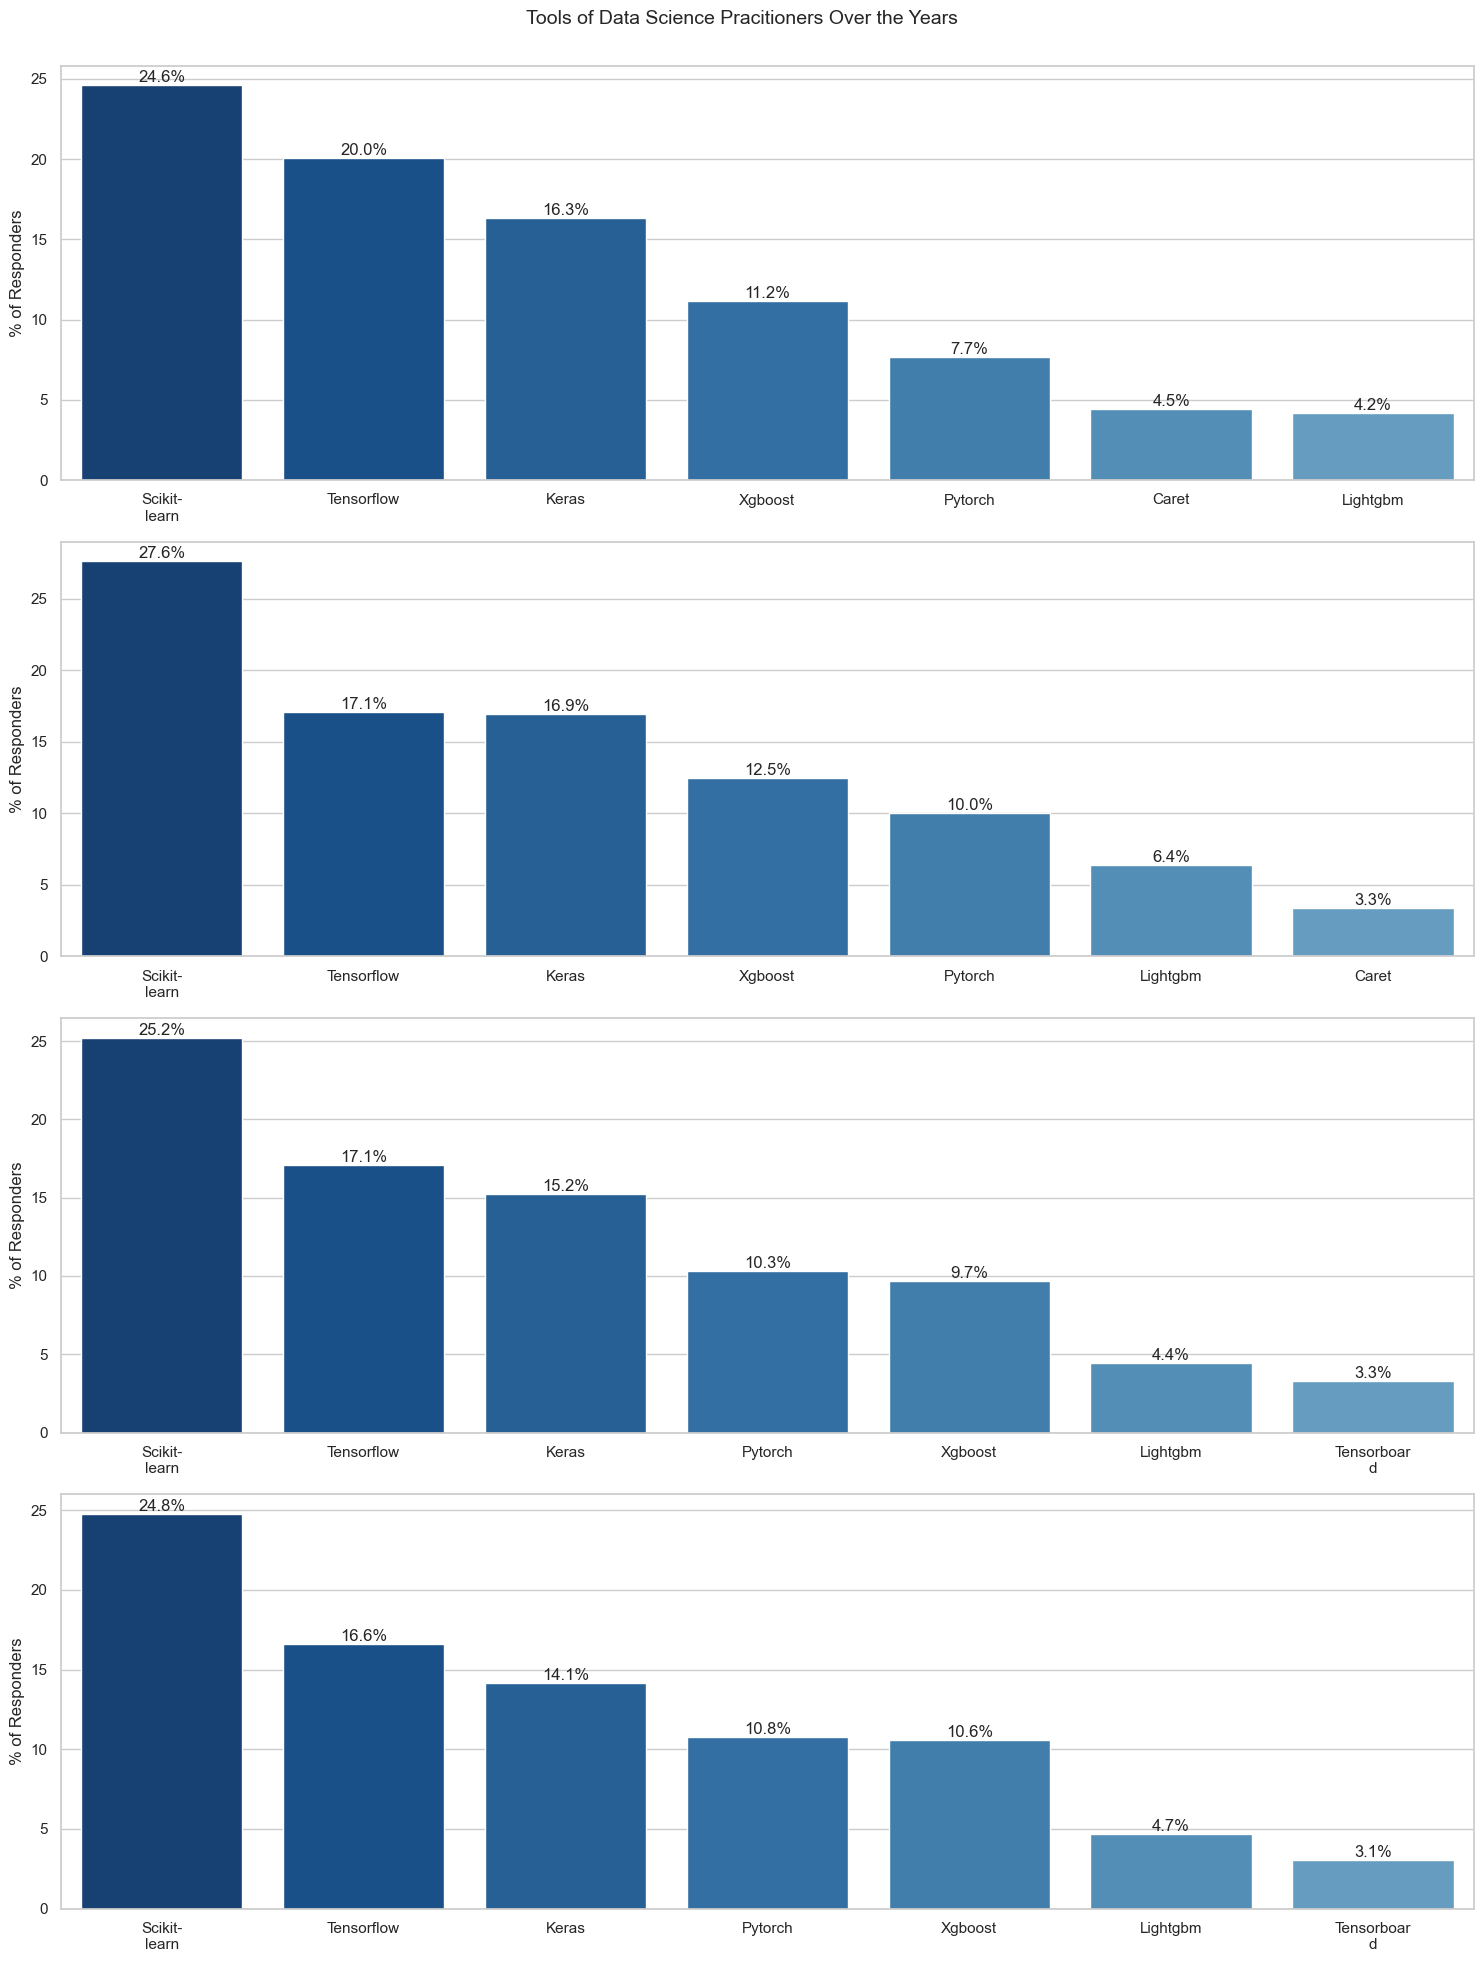 Tools of Data Science Pracitioners Over the Years
% of Responders
25
20
15
10
5
0
24.6%
20.0%
16.3%
11.2%
7.7%
4.5%
4.2%
Scikit-
learn
Tensorflow
Keras
Xgboost
Pytorch
Caret
Lightgbm
% of Responders
25
20
15
10
5
0
27.6%
17.1%
16.9%
12.5%
10.0%
6.4%
3.3%
Scikit-
learn
Tensorflow
Keras
Xgboost
Pytorch
Lightgbm
Caret
% of Responders
25
20
15
10
5
0
25.2%
17.1%
15.2%
10.3%
9.7%
4.4%
3.3%
Scikit-
learn
Tensorflow
Keras
Pytorch
Xgboost
Lightgbm
Tensorboar
d
% of Responders
25
20
15
10
5
0
24.8%
16.6%
14.1%
10.8%
10.6%
4.7%
3.1%
Scikit-
learn
Tensorflow
Keras
Pytorch
Xgboost
Lightgbm
Tensorboar
d